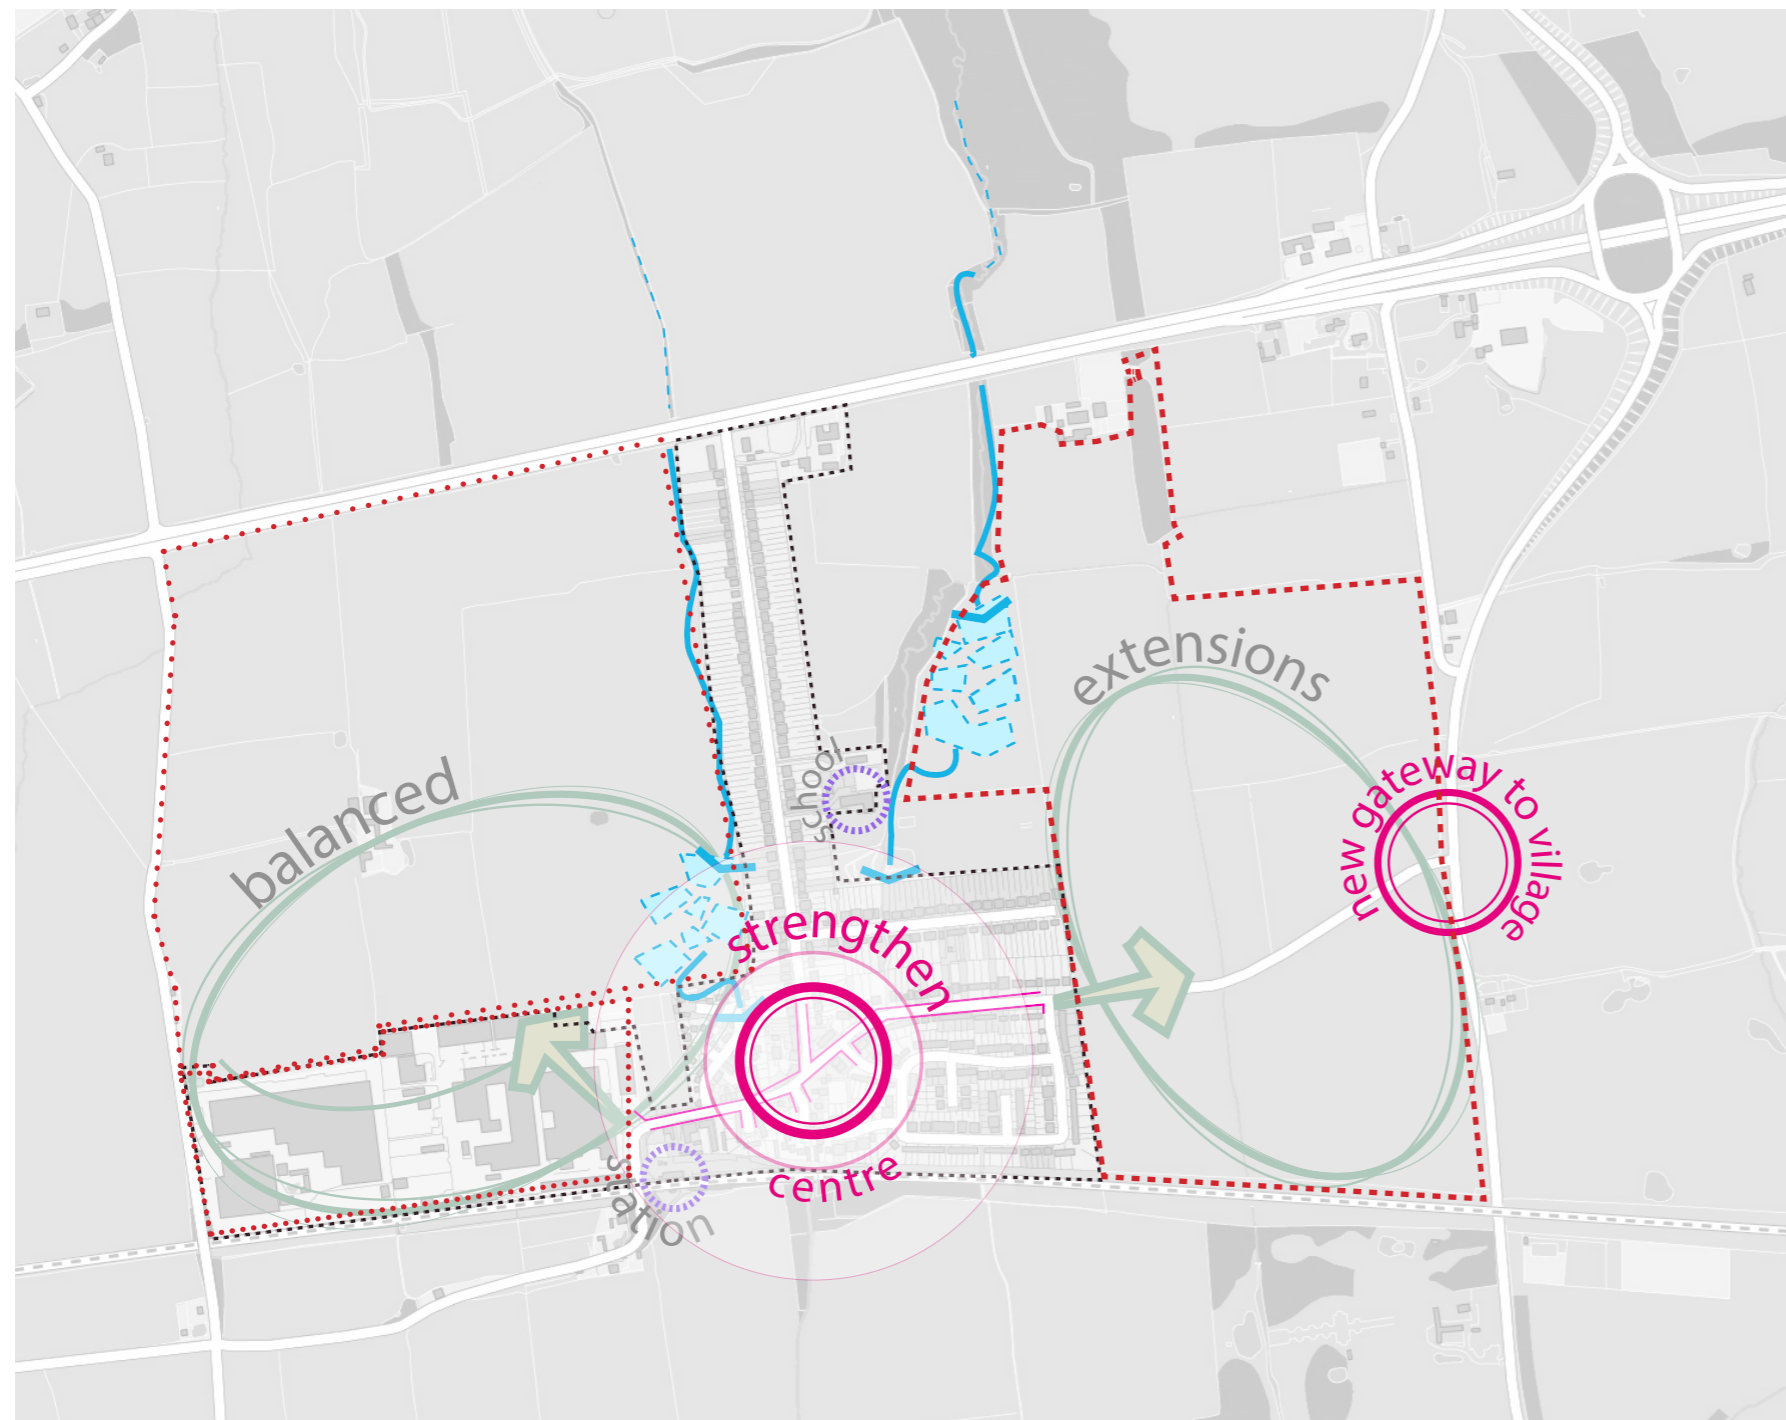 extensions
balanced
school
new gateway to village
strengthen
centre
station